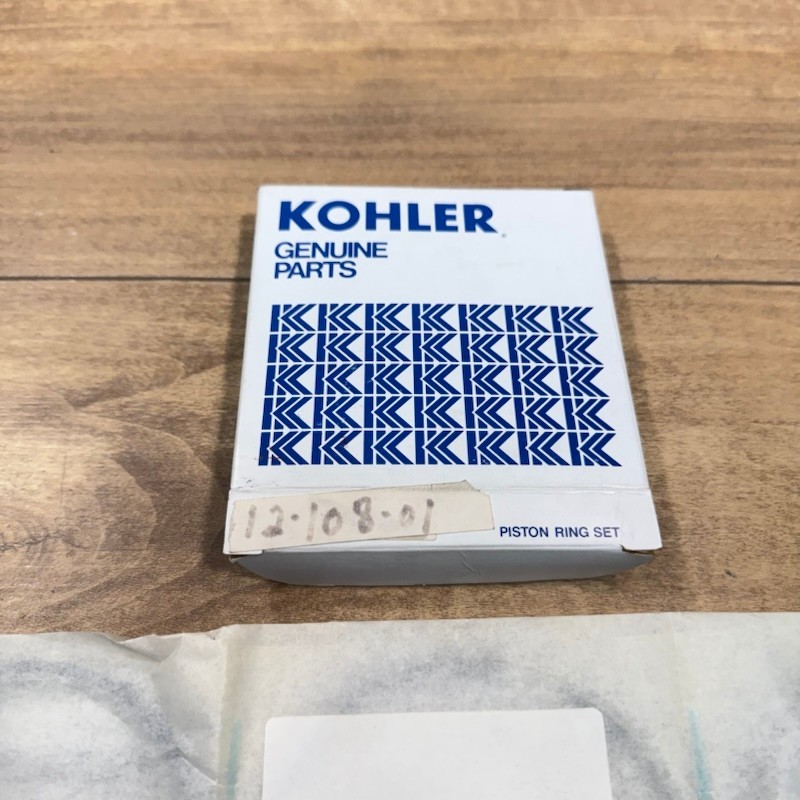 KOHLER
GENUINE
PARTS
12-108-01
PISTON RING SET